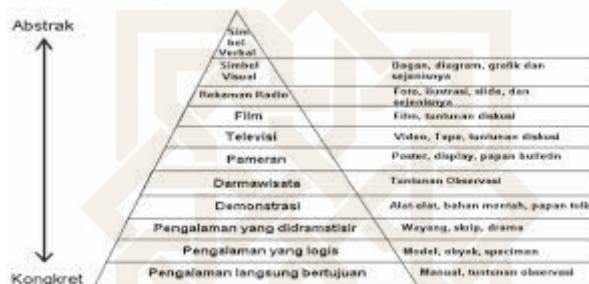 Abstrak
Sim
bol
Verbal
Simbol
Visual
Bagan, diagram, grafik dan
sejenisnya
Rekaman Radio
Foto, ilustrasi, slide, dan
sejenisnya
Film
Film, tuntunan diskusi
Televisi
Video, Tape, tuntunan diskusi
Pameran
Poster, display, papan bulletin
Darmawisata
Tuntunan Observasi
Demonstrasi
Alat-alat, bahan mentah, papan tulis
Pengalaman yang didramatisir
Wayang, skrip, drama
Pengalaman yang logis
Model, obyek, specimen
Pengalaman langsung bertujuan
Manual, tuntunan observasi
Kongkret